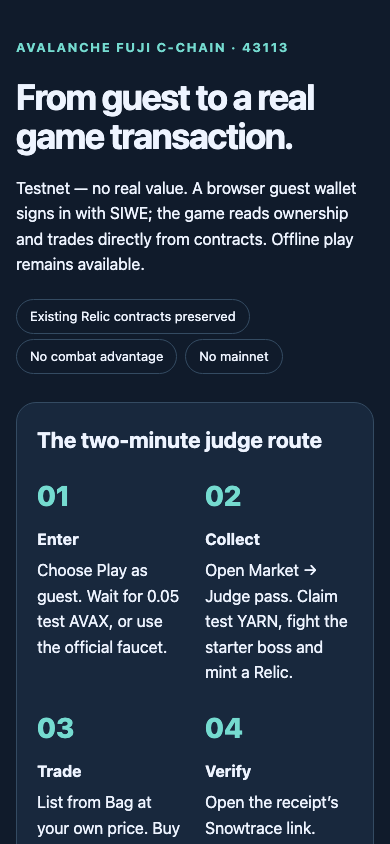 AVALANCHE FUJI C-CHAIN · 43113
From guest to a real
game transaction.
Testnet — no real value. A browser guest wallet
signs in with SIWE; the game reads ownership
and trades directly from contracts. Offline play
remains available.
Existing Relic contracts preserved
No combat advantage
No mainnet
The two-minute judge route
01
Enter
Choose Play as
guest. Wait for 0.05
test AVAX, or use
the official faucet.
02
Collect
Open Market →
Judge pass. Claim
test YARN, fight the
starter boss and
mint a Relic.
03
Trade
List from Bag at
your own price. Buy
04
Verify
Open the receipt’s
Snowtrace link.